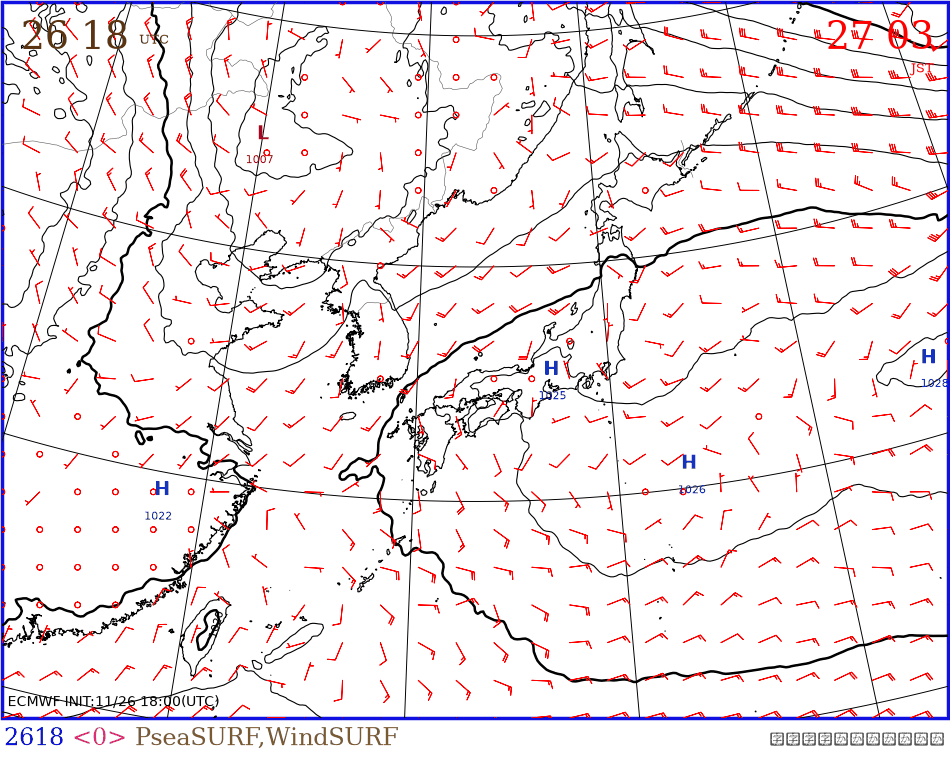 26 18 UTC
27 03
JST
L
1007
H
1028
H
1025
H
1026
H
1022
ECMWF INIT:11/26 18:00(UTC)
2618 <0> PseaSURF,WindSURF